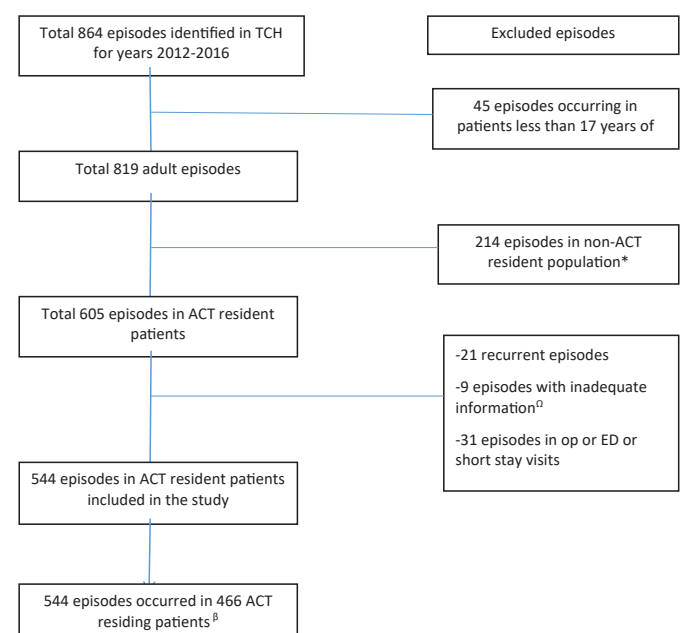 Total 864 episodes identified in TCH
for years 2012-2016
Excluded episodes
45 episodes occurring in
patients less than 17 years of
Total 819 adult episodes
214 episodes in non-ACT
resident population*
Total 605 episodes in ACT resident
patients
-21 recurrent episodes
-9 episodes with inadequate
informationΩ
-31 episodes in op or ED or
short stay visits
544 episodes in ACT resident patients
included in the study
544 episodes occurred in 466 ACT
residing patients β